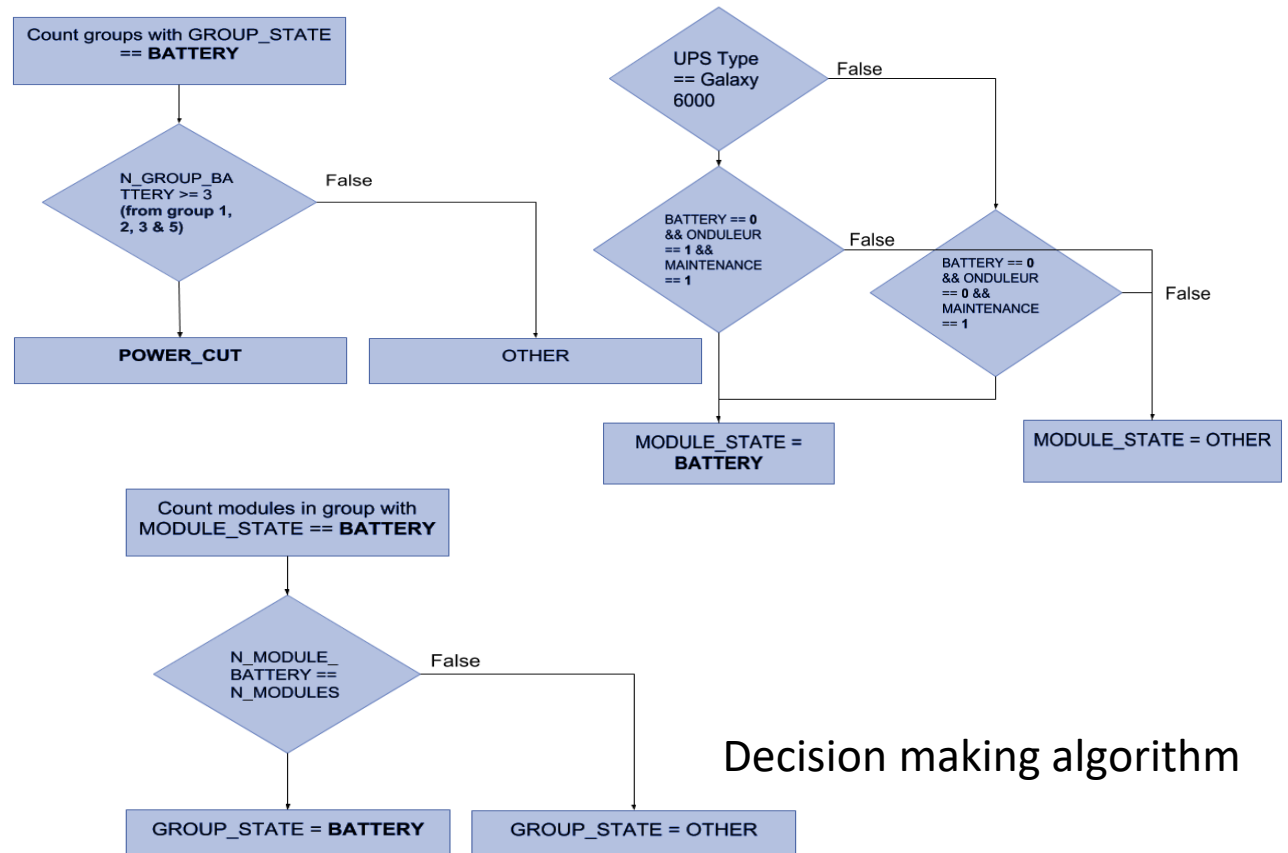 Count groups with GROUP_STATE
== BATTERY
N_GROUP_BA
TTERY >= 3
(from group 1,
2, 3 & 5)
False
POWER_CUT
OTHER
UPS Type
== Galaxy
6000
False
BATTERY == 0
&& ONDULEUR
== 1 &&
MAINTENANCE
== 1
False
BATTERY == 0
&& ONDULEUR
== 0 &&
MAINTENANCE
== 1
False
MODULE_STATE =
BATTERY
MODULE_STATE = OTHER
Count modules in group with
MODULE_STATE == BATTERY
N_MODULE_
BATTERY ==
N_MODULES
False
GROUP_STATE = BATTERY
GROUP_STATE = OTHER
Decision making algorithm